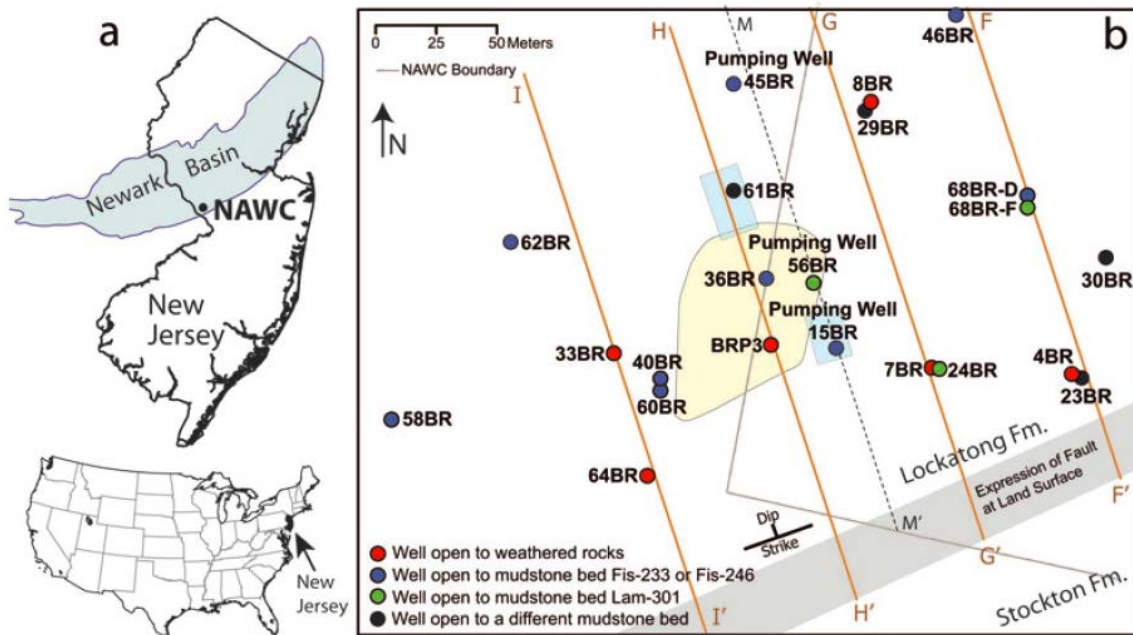 a
Newark
Basin
NAWC
New
Jersey
New
Jersey
b
0 25 50 Meters
NAWC Boundary
N
I
H
M
G
F
Pumping Well
45BR
46BR
8BR
29BR
61BR
68BR-D
68BR-F
62BR
Pumping Well
36BR
56BR
30BR
Pumping Well
15BR
33BR
BRP3
40BR
60BR
7BR
24BR
4BR
23BR
58BR
64BR
Lockatong Fm.
Expression of Fault
at Land Surface
F'
Dip
Strike
M'
G'
Stockton Fm.
H'
I'
Well open to weathered rocks
Well open to mudstone bed Fis-233 or Fis-246
Well open to mudstone bed Lam-301
Well open to a different mudstone bed